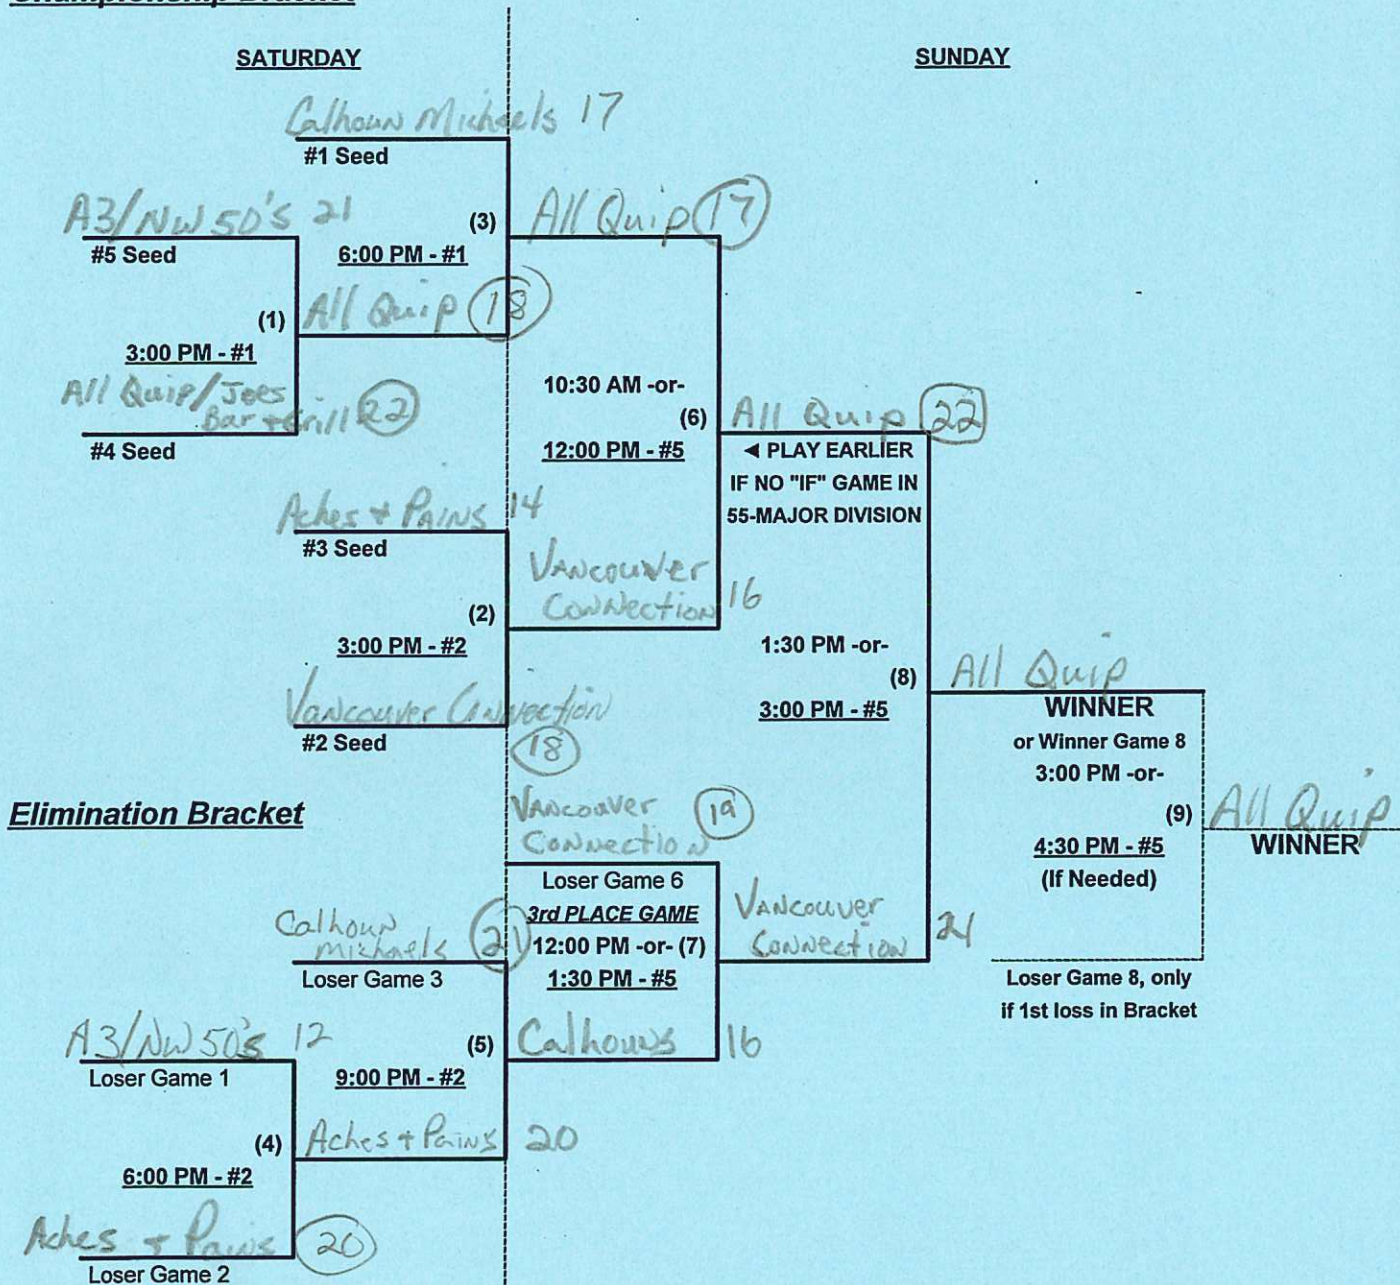 SATURDAY
SUNDAY
Calhoun Michaels 17
#1 Seed
A3/NW 50's 21
#5 Seed
(3)
6:00 PM - #1
All Quip 17
(1)
3:00 PM - #1
All Quip 18
All Quip/Joes
Bar + Grill 22
#4 Seed
10:30 AM -or-
(6)
12:00 PM - #5
All Quip 22
◄ PLAY EARLIER
IF NO "IF" GAME IN
55-MAJOR DIVISION
Aches + PAINS 14
#3 Seed
(2)
3:00 PM - #2
VANCOUVER
CONNECTION 16
Vancouver Connection
18
#2 Seed
1:30 PM -or-
(8)
3:00 PM - #5
All Quip
WINNER
or Winner Game 8
3:00 PM -or-
(9)
4:30 PM - #5
(If Needed)
All Quip
WINNER
Loser Game 8, only
if 1st loss in Bracket
Elimination Bracket
VANCOUVER
CONNECTION 19
Loser Game 6
3rd PLACE GAME
12:00 PM -or- (7)
1:30 PM - #5
VANCOUVER
CONNECTION 21
Calhoun
Michaels 21
Loser Game 3
A3/NW 50's 12
Loser Game 1
(5)
9:00 PM - #2
Calhouns 16
(4)
6:00 PM - #2
Aches + Pains 20
Aches + Pains 20
Loser Game 2